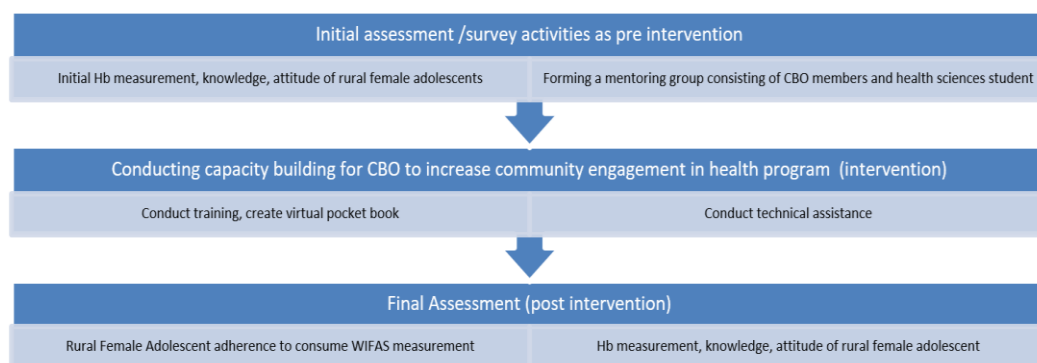 Initial assessment /survey activities as pre intervention
Initial Hb measurement, knowledge, attitude of rural female adolescents
Forming a mentoring group consisting of CBO members and health sciences student
Conducting capacity building for CBO to increase community engagement in health program (intervention)
Conduct training, create virtual pocket book
Conduct technical assistance
Final Assessment (post intervention)
Rural Female Adolescent adherence to consume WIFAS measurement
Hb measurement, knowledge, attitude of rural female adolescent